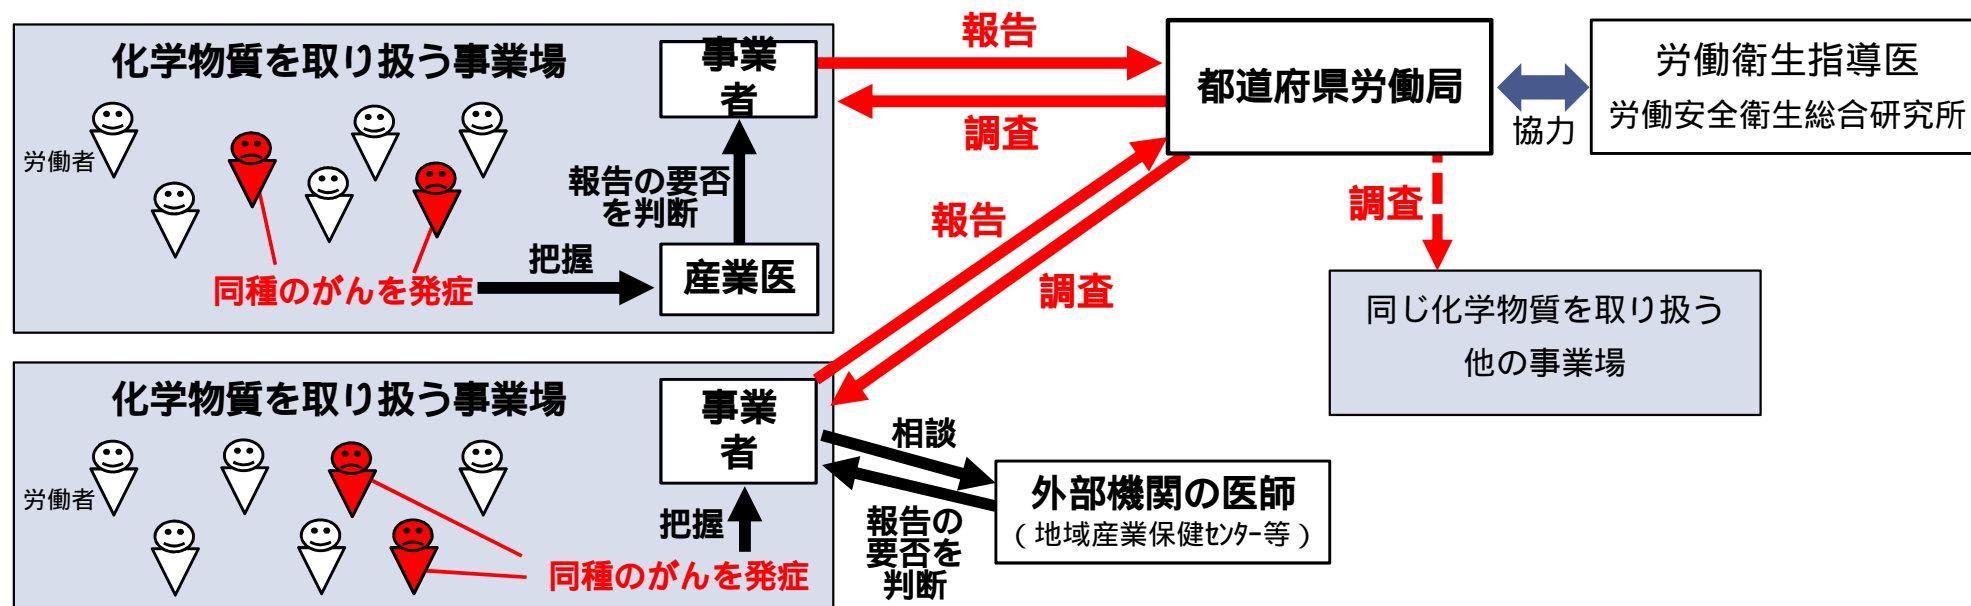 化学物質を取り扱う事業場
労働者
同種のがんを発症
把握
産業医
報告の要否
を判断
事業
者
報告
調査
都道府県労働局
協力
労働衛生指導医
労働安全衛生総合研究所
調査
同じ化学物質を取り扱う
他の事業場
報告
調査
化学物質を取り扱う事業場
労働者
同種のがんを発症
把握
事業
者
相談
外部機関の医師
(地域産業保健センター等)
報告の
要否を
判断